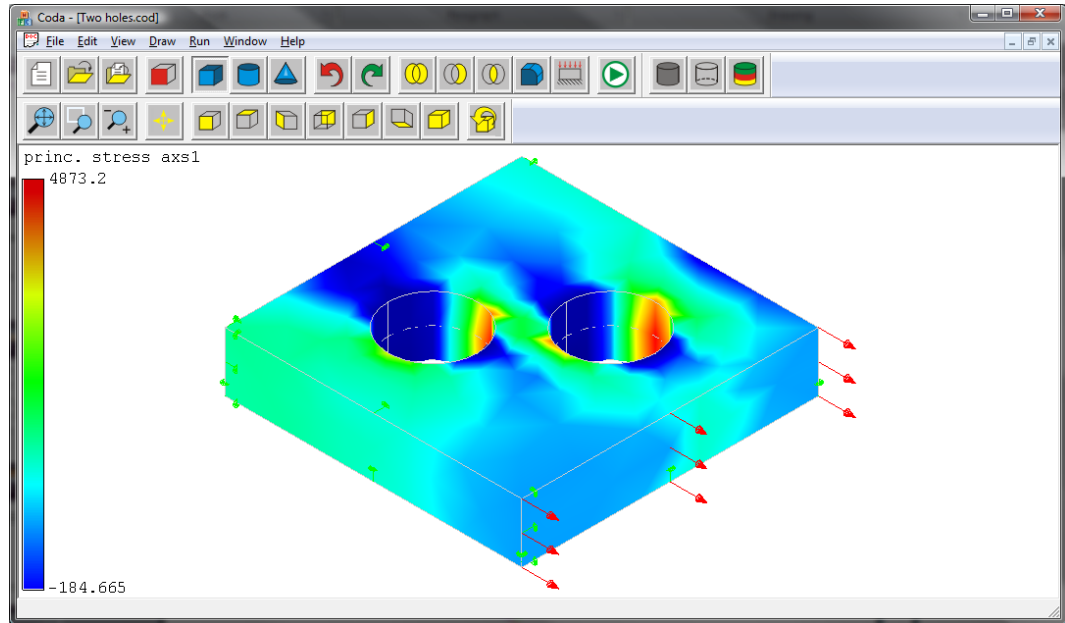 Coda - [Two holes.cod]
File Edit View Draw Run Window Help
princ. stress axs1
4873.2
-184.665